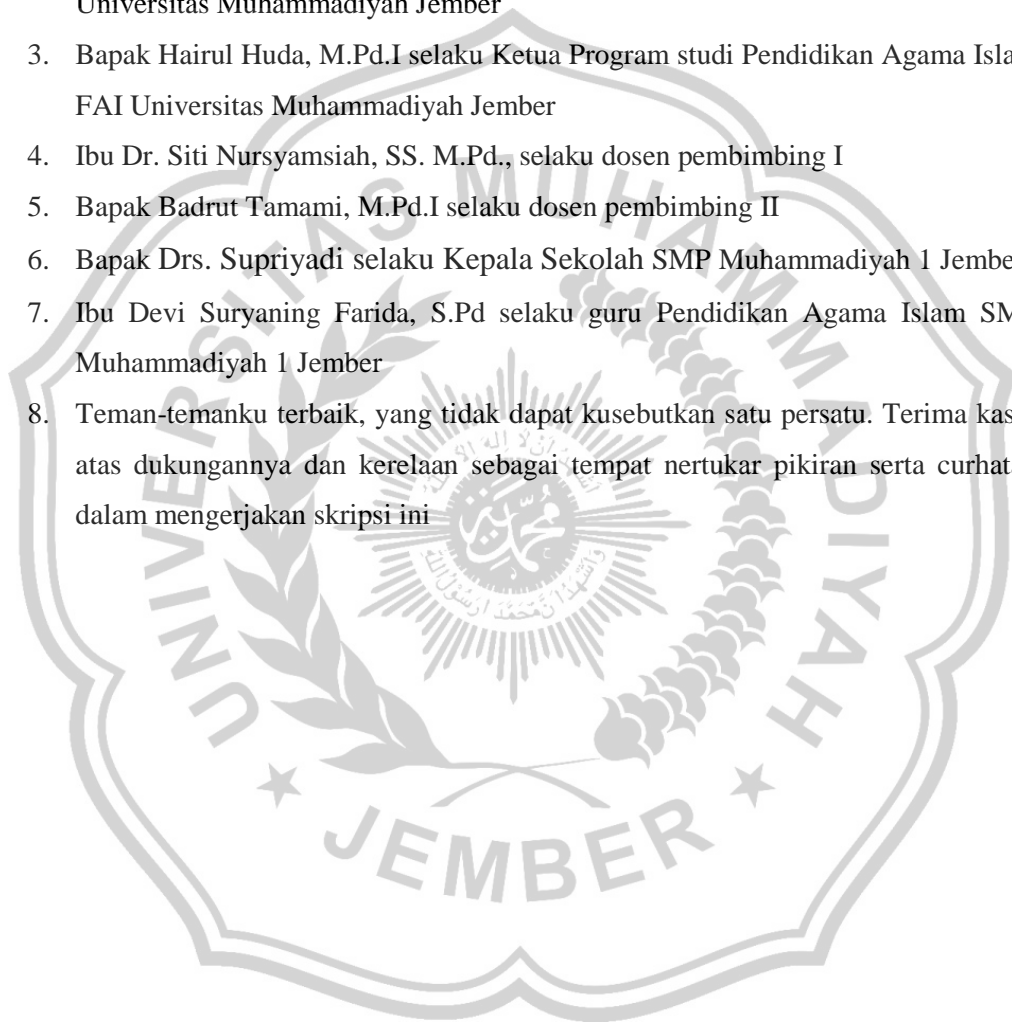 Universitas Muhammadiyah Jember
3. Bapak Hairul Huda, M.Pd.I selaku Ketua Program studi Pendidikan Agama Isla
FAI Universitas Muhammadiyah Jember
4. Ibu Dr. Siti Nursyamsiah, SS. M.Pd., selaku dosen pembimbing I
5. Bapak Badrut Tamami, M.Pd.I selaku dosen pembimbing II
6. Bapak Drs. Supriyadi selaku Kepala Sekolah SMP Muhammadiyah 1 Jembe
7. Ibu Devi Suryaning Farida, S.Pd selaku guru Pendidikan Agama Islam SM
Muhammadiyah 1 Jember
8. Teman-temanku terbaik, yang tidak dapat kusebutkan satu persatu. Terima kas
atas dukungannya dan kerelaan sebagai tempat nertukar pikiran serta curhat
dalam mengerjakan skripsi ini
UNIVERSITAS MUHAMMADIYAH
JEMBER